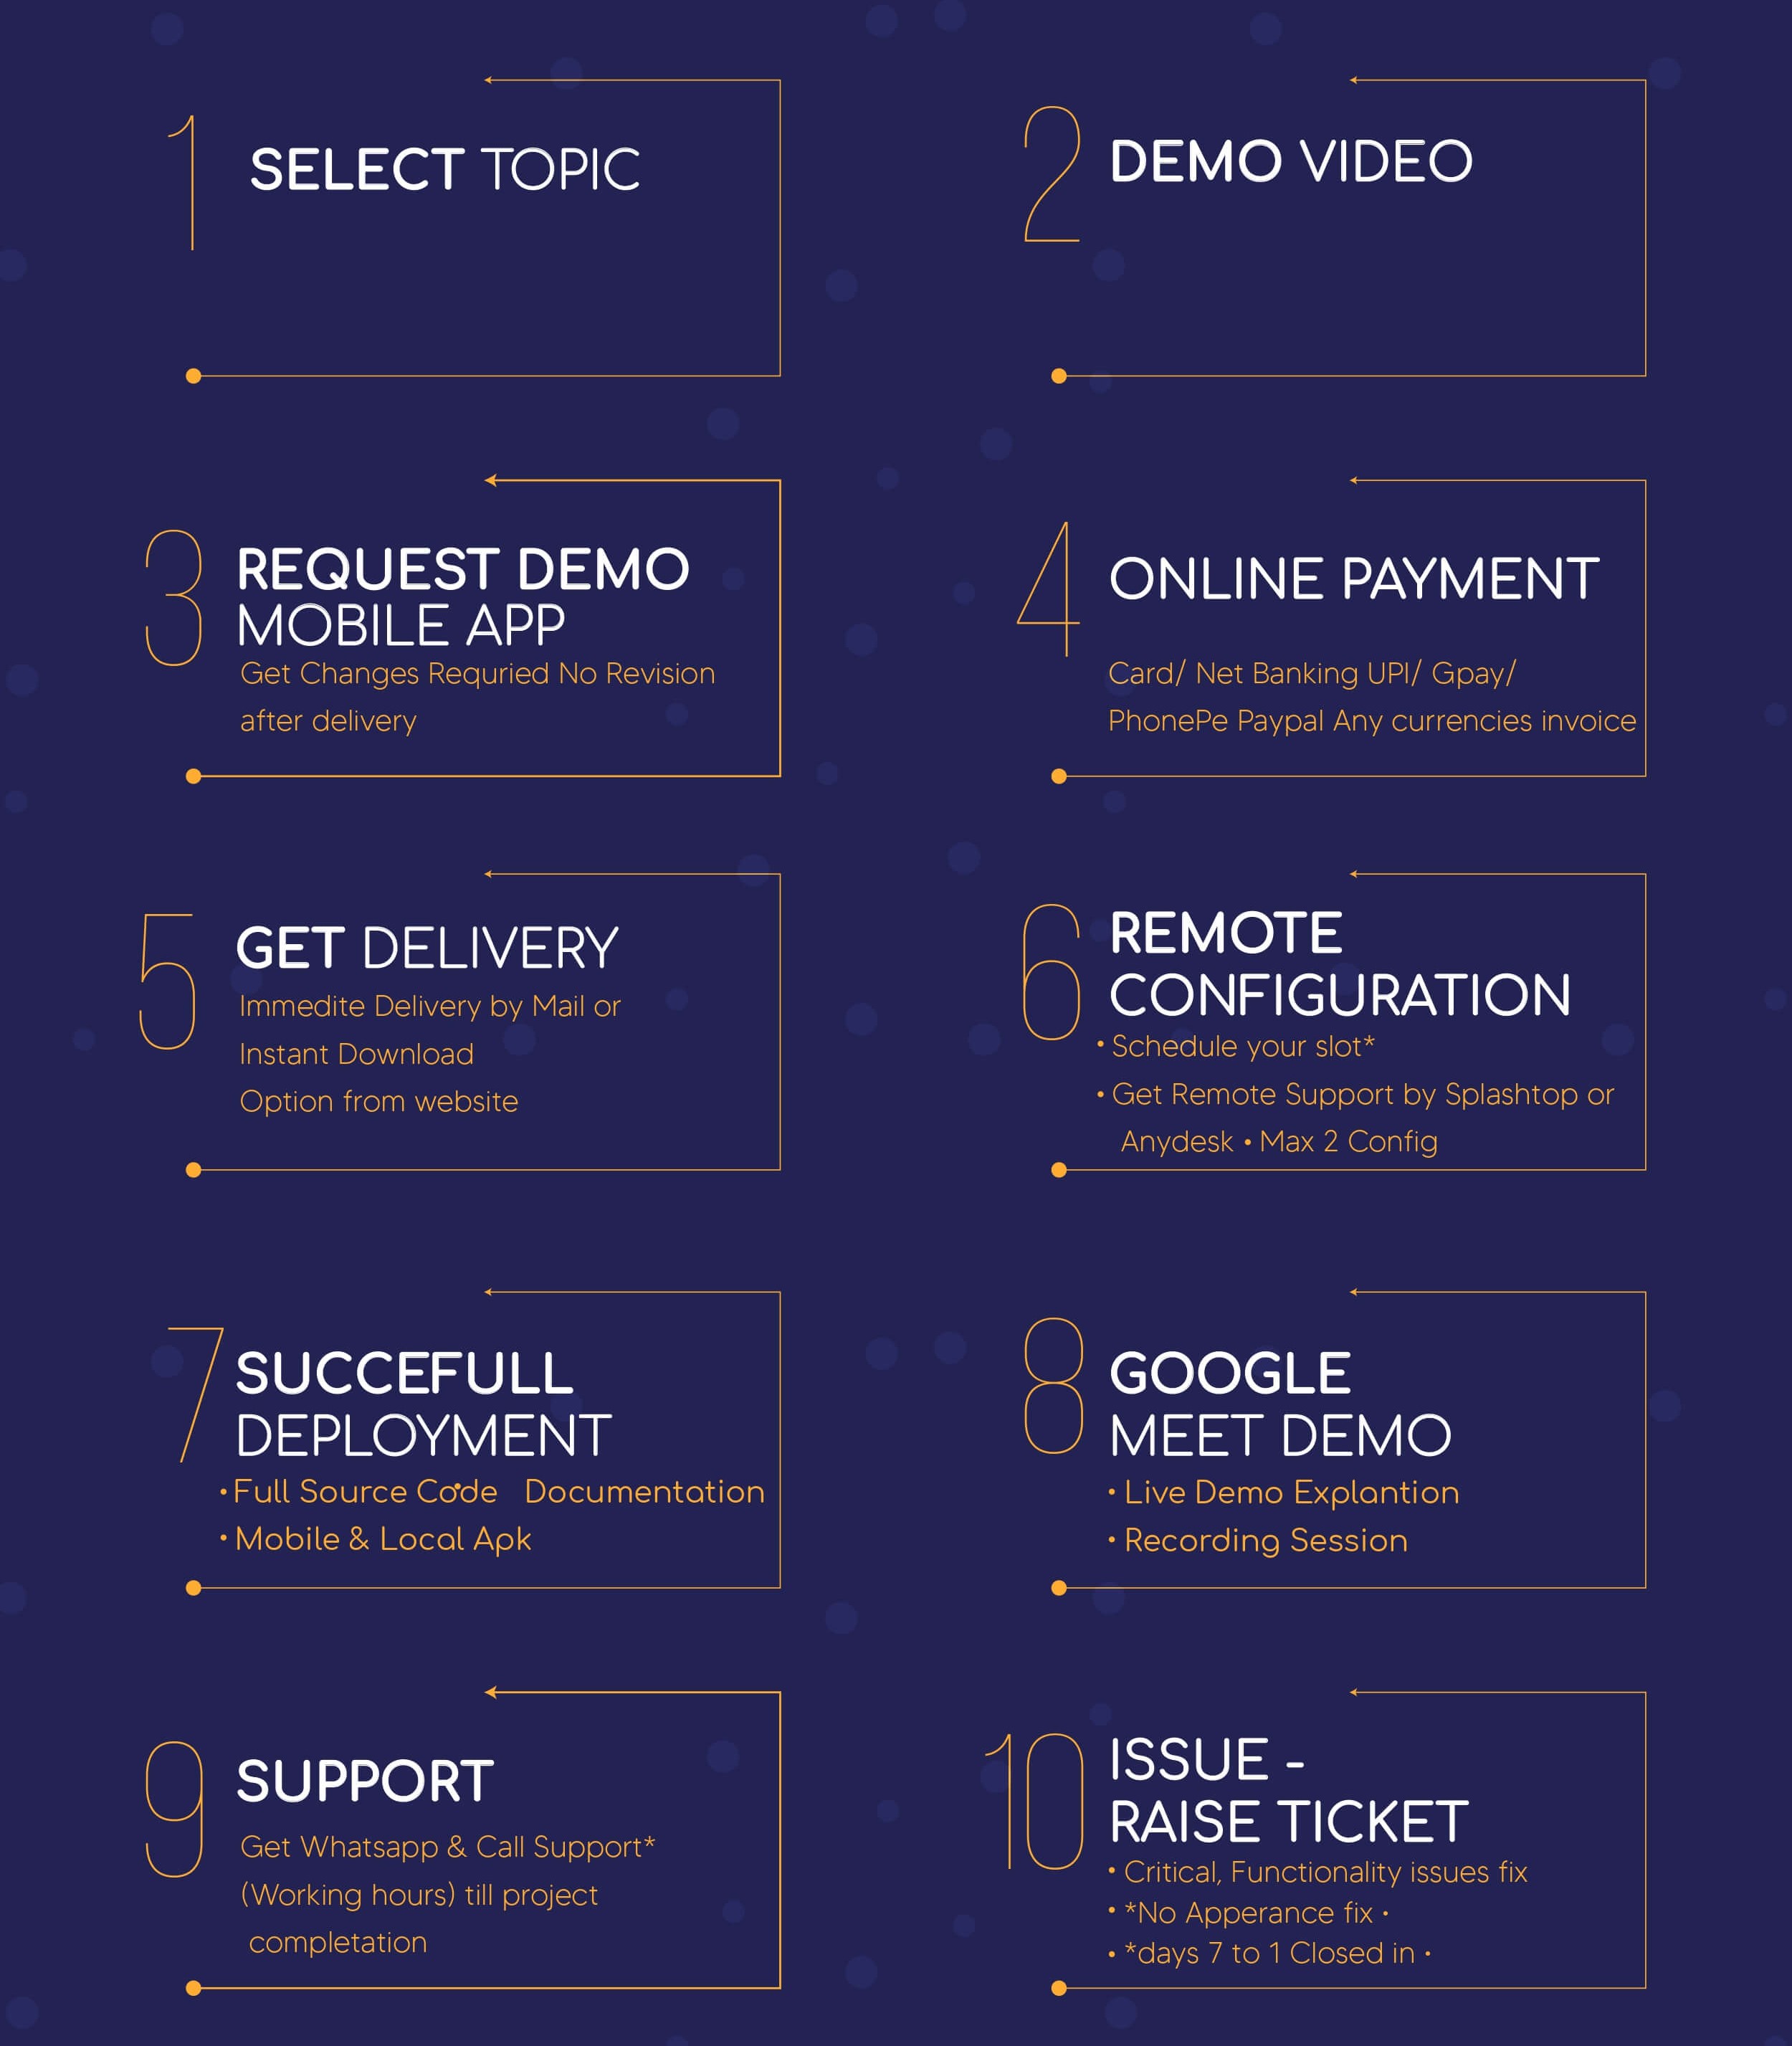 1
SELECT TOPIC
2
DEMO VIDEO
3
REQUEST DEMO
MOBILE APP
Get Changes Requried No Revision
after delivery
4
ONLINE PAYMENT
Card/ Net Banking UPI/ Gpay/
PhonePe Paypal Any currencies invoice
5
GET DELIVERY
Immedite Delivery by Mail or
Instant Download
Option from website
6
REMOTE
CONFIGURATION
• Schedule your slot*
• Get Remote Support by Splashtop or
Anydesk • Max 2 Config
7
SUCCEFULL
DEPLOYMENT
• Full Source Code • Documentation
• Mobile & Local Apk
8
GOOGLE
MEET DEMO
• Live Demo Explantion
• Recording Session
9
SUPPORT
Get Whatsapp & Call Support*
(Working hours) till project
completation
10
ISSUE -
RAISE TICKET
• Critical, Functionality issues fix
• *No Apperance fix •
• *days 7 to 1 Closed in •